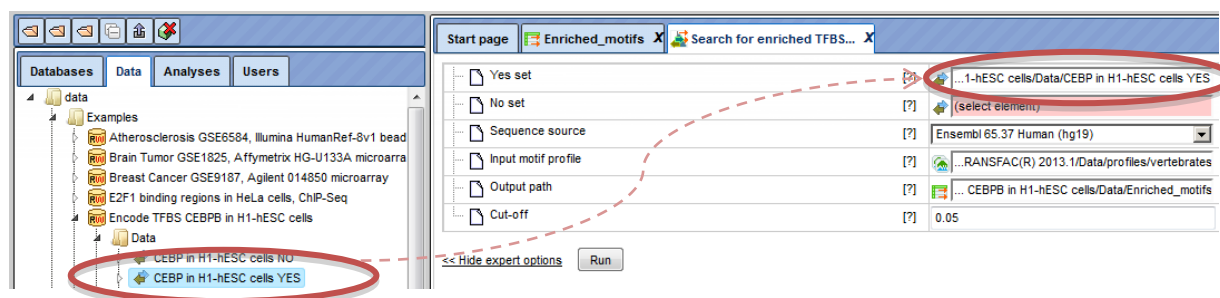 Databases Data Analyses Users
data
Examples
Atherosclerosis GSE6584, Illumina HumanRef-8v1 bead
Brain Tumor GSE1825, Affymetrix HG-U133A microarra
Breast Cancer GSE9187, Agilent 014850 microarray
E2F1 binding regions in HeLa cells, ChIP-Seq
Encode TFBS CEBPB in H1-hESC cells
Data
CEBP in H1-hESC cells NO
CEBP in H1-hESC cells YES
Start page Enriched_motifs X Search for enriched TFBS... X
Yes set [?] ...1-hESC cells/Data/CEBP in H1-hESC cells YES
No set [?] (select element)
Sequence source [?] Ensembl 65.37 Human (hg19)
Input motif profile [?] ...RANSFAC(R) 2013.1/Data/profiles/vertebrates
Output path [?] ... CEBPB in H1-hESC cells/Data/Enriched_motifs
Cut-off [?] 0.05
<< Hide expert options Run